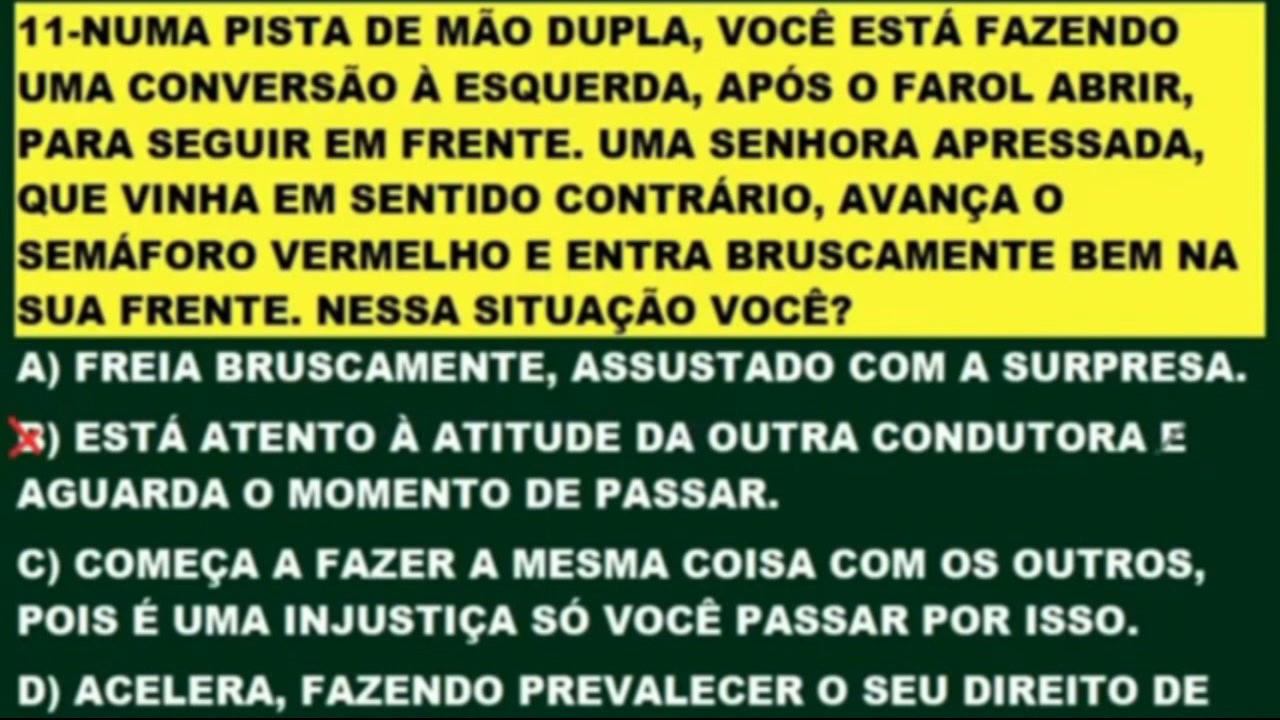 11-NUMA PISTA DE MÃO DUPLA, VOCÊ ESTÁ FAZENDO
UMA CONVERSÃO À ESQUERDA, APÓS O FAROL ABRIR,
PARA SEGUIR EM FRENTE. UMA SENHORA APRESSADA,
QUE VINHA EM SENTIDO CONTRÁRIO, AVANÇA O
SEMÁFORO VERMELHO E ENTRA BRUSCAMENTE BEM NA
SUA FRENTE. NESSA SITUAÇÃO VOCÊ?
A) FREIA BRUSCAMENTE, ASSUSTADO COM A SURPRESA.
B) ESTÁ ATENTO À ATITUDE DA OUTRA CONDUTORA E
AGUARDA O MOMENTO DE PASSAR.
C) COMEÇA A FAZER A MESMA COISA COM OS OUTROS,
POIS É UMA INJUSTIÇA SÓ VOCÊ PASSAR POR ISSO.
D) ACELERA, FAZENDO PREVALECER O SEU DIREITO DE